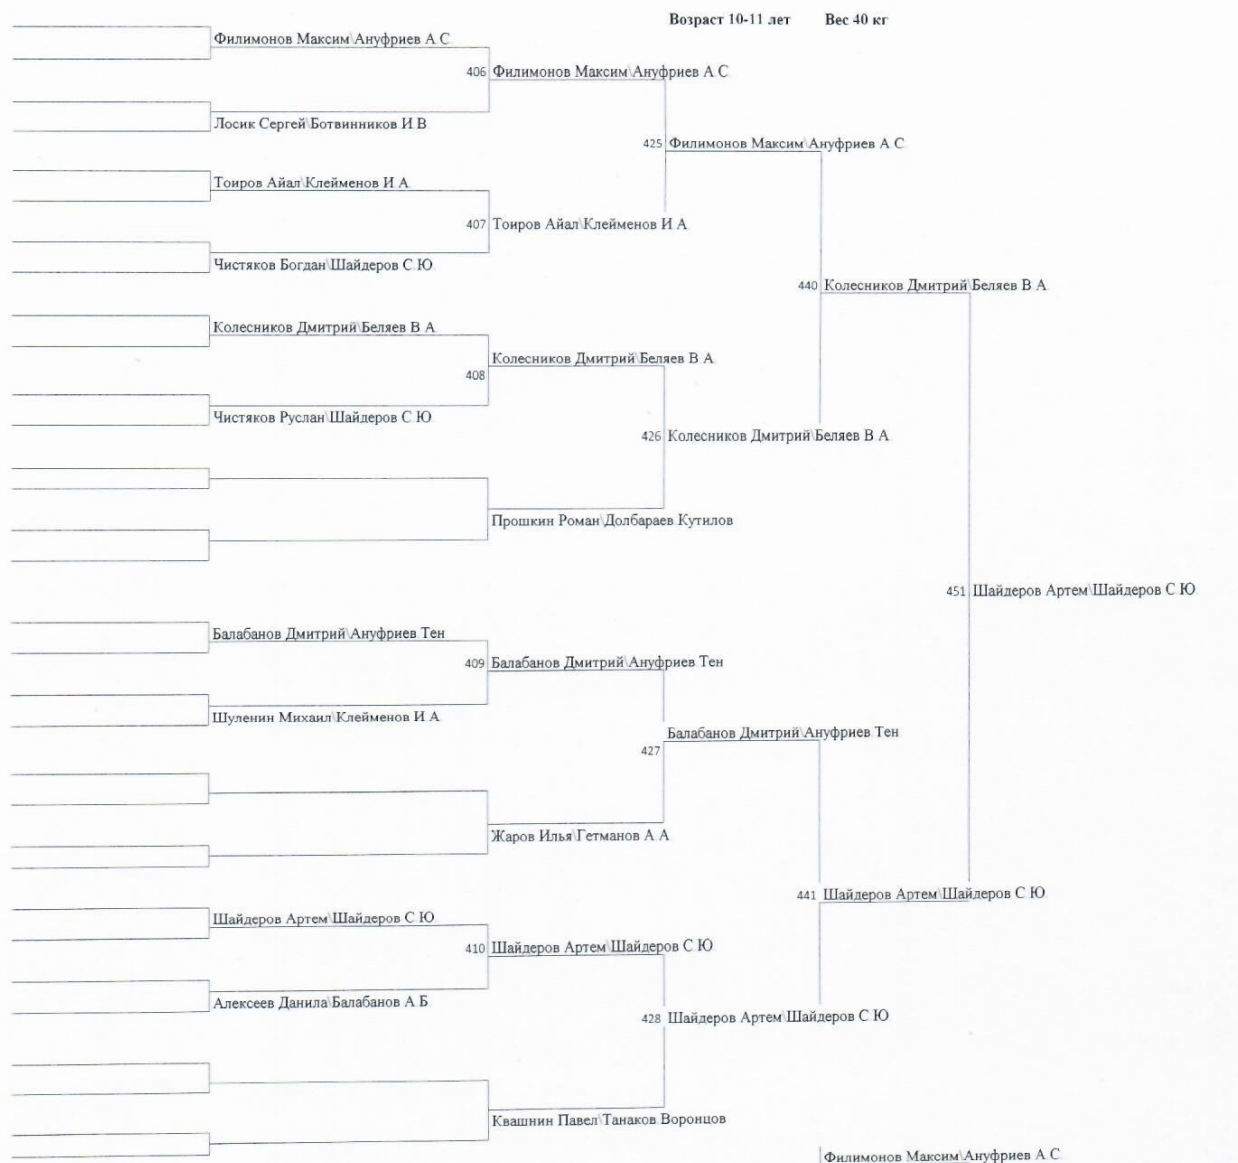 Возраст 10-11 лет Вес 40 кг
Филимонов Максим\Ануфриев А.С.
406 Филимонов Максим\Ануфриев А.С.
Лосик Сергей\Ботвинников И.В.
425 Филимонов Максим\Ануфриев А.С.
Тоиров Айал\Клейменов И.А.
407 Тоиров Айал\Клейменов И.А.
Чистяков Богдан\Шайдеров С.Ю.
440 Колесников Дмитрий\Беляев В.А.
Колесников Дмитрий\Беляев В.А.
408 Колесников Дмитрий\Беляев В.А.
Чистяков Руслан\Шайдеров С.Ю.
426 Колесников Дмитрий\Беляев В.А.
Прошкин Роман\Долбараев Кутилов
451 Шайдеров Артем\Шайдеров С.Ю.
Балабанов Дмитрий\Ануфриев.Тен
409 Балабанов Дмитрий\Ануфриев.Тен
Шуленин Михаил\Клейменов И.А.
427 Балабанов Дмитрий\Ануфриев.Тен
Жаров Илья\Гетманов А.А.
441 Шайдеров Артем\Шайдеров С.Ю.
Шайдеров Артем\Шайдеров С.Ю.
410 Шайдеров Артем\Шайдеров С.Ю.
Алексеев Данила\Балабанов А.Б.
428 Шайдеров Артем\Шайдеров С.Ю.
Квашнин Павел\Танаков Воронцов
Филимонов Максим\Ануфриев А.С.